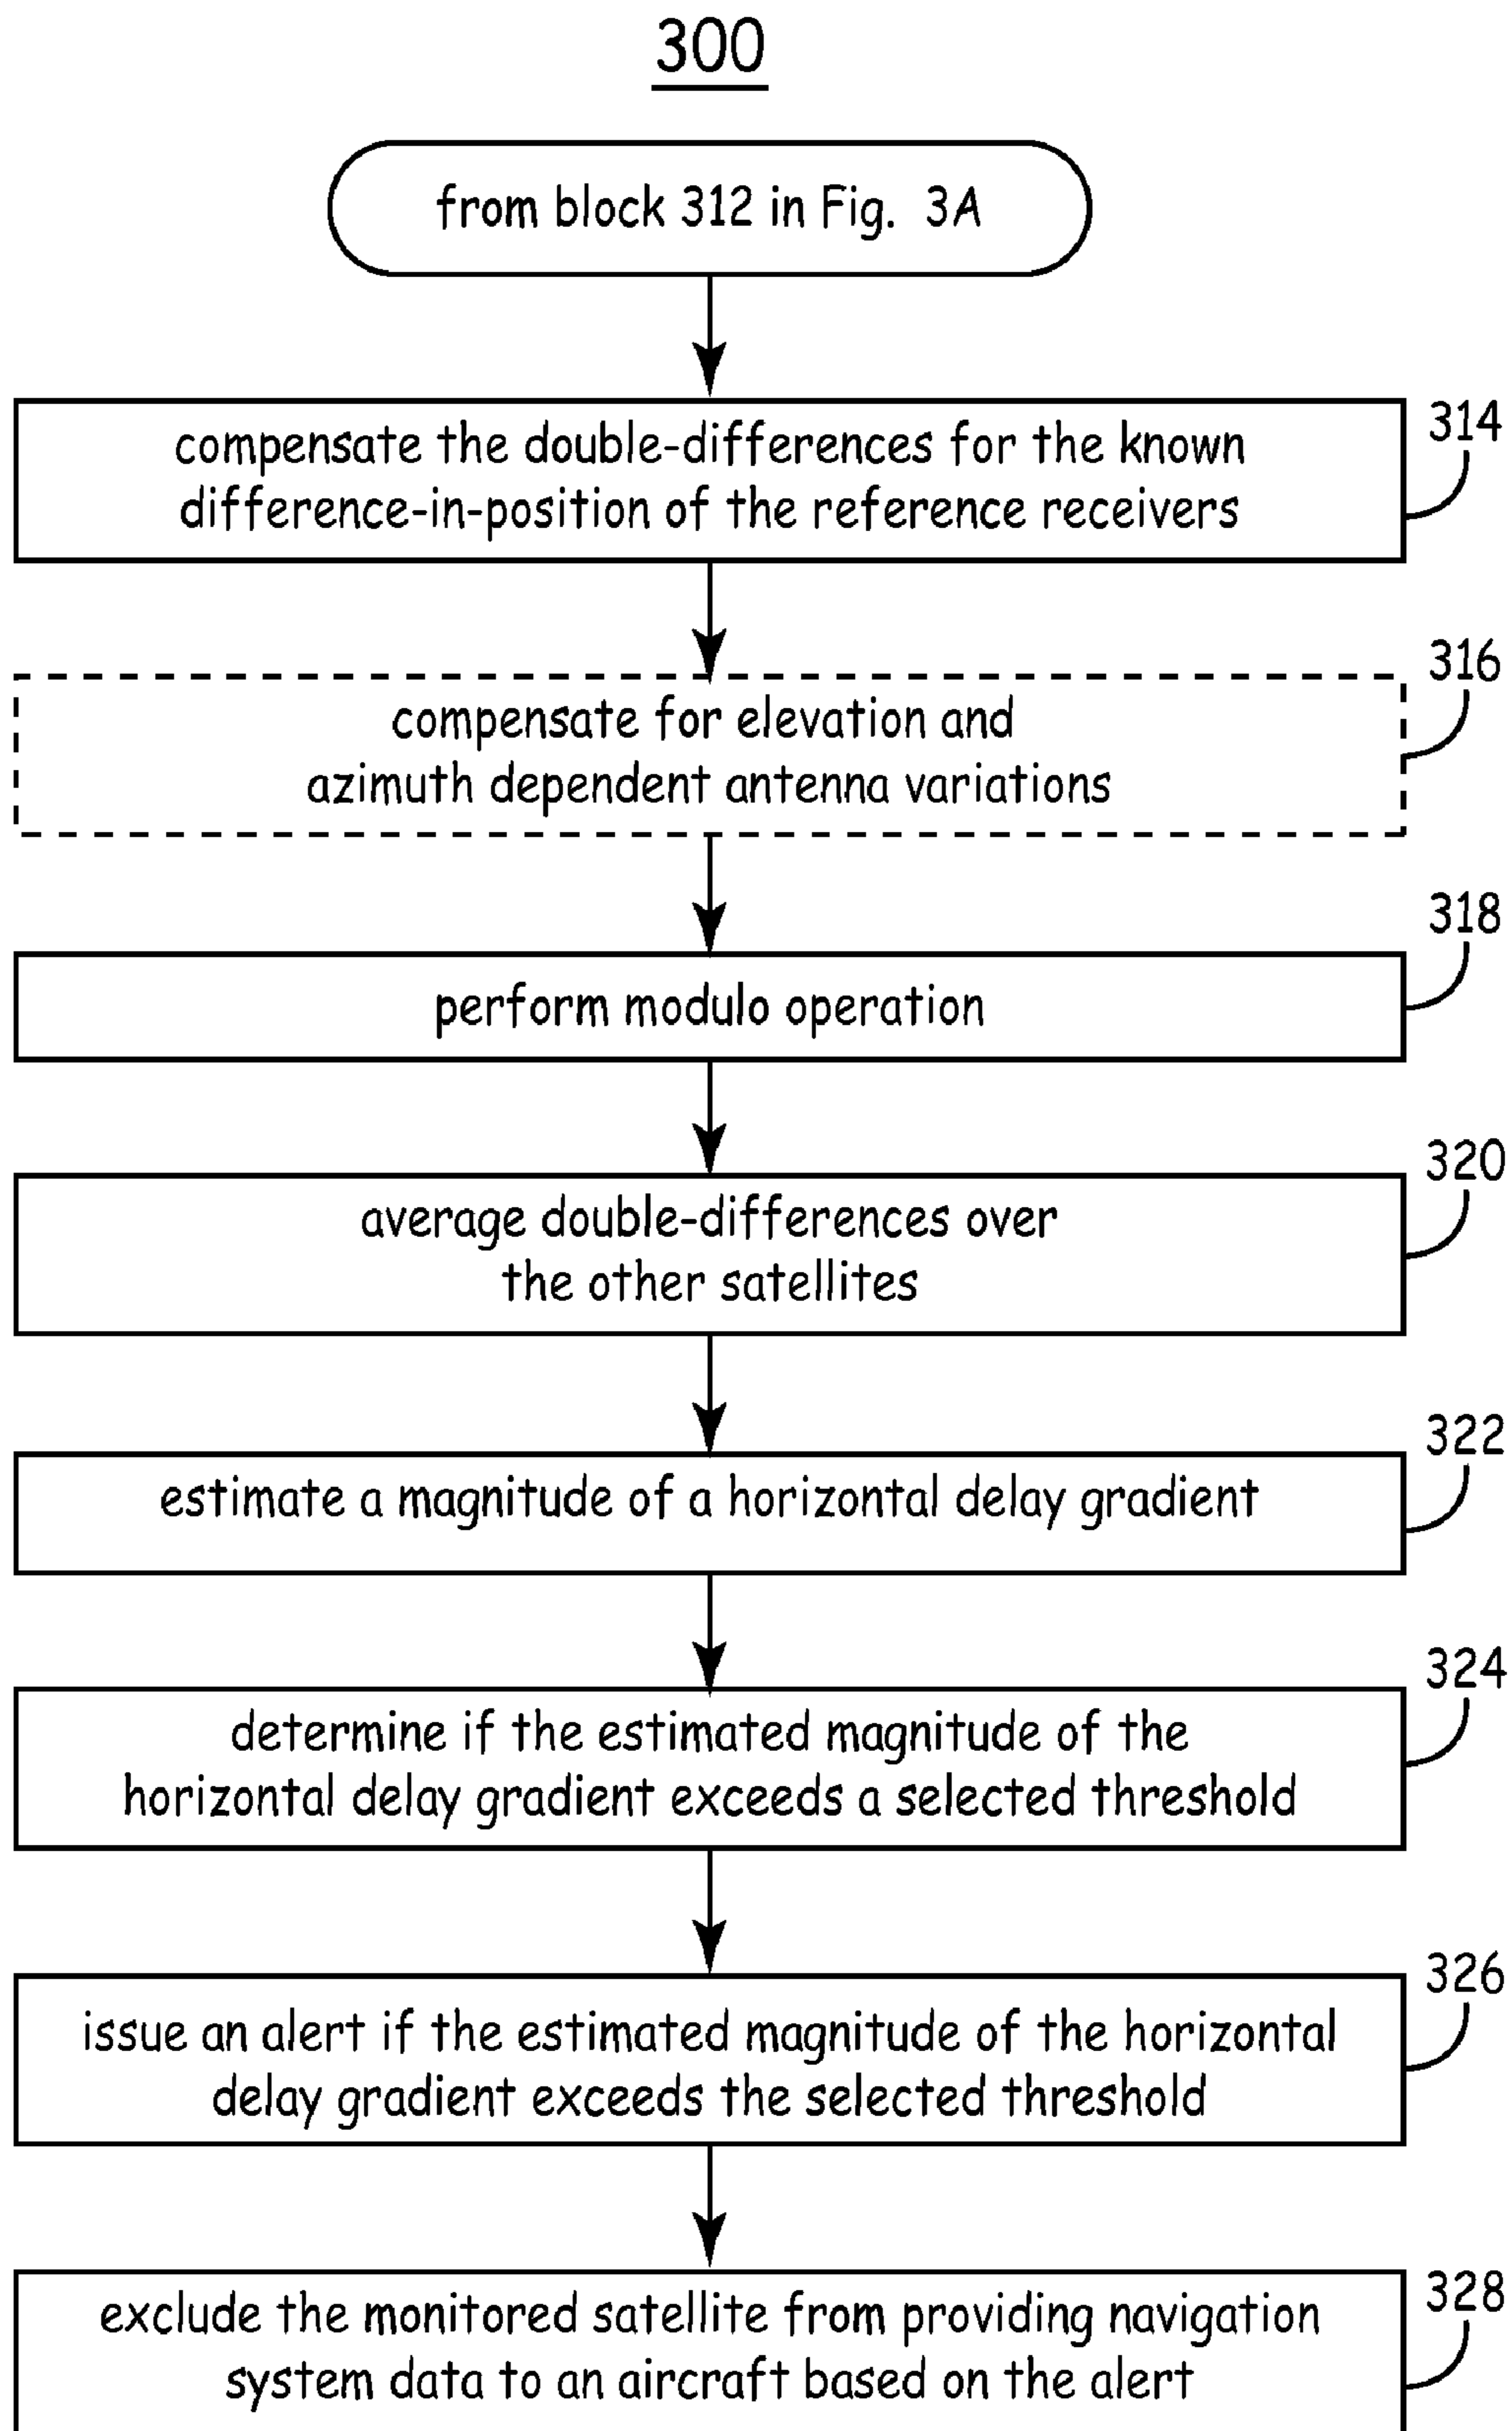 300
from block 312 in Fig. 3A
314
compensate the double-differences for the known
difference-in-position of the reference receivers
316
compensate for elevation and
azimuth dependent antenna variations
318
perform modulo operation
320
average double-differences over
the other satellites
322
estimate a magnitude of a horizontal delay gradient
324
determine if the estimated magnitude of the
horizontal delay gradient exceeds a selected threshold
326
issue an alert if the estimated magnitude of the horizontal
delay gradient exceeds the selected threshold
328
exclude the monitored satellite from providing navigation
system data to an aircraft based on the alert